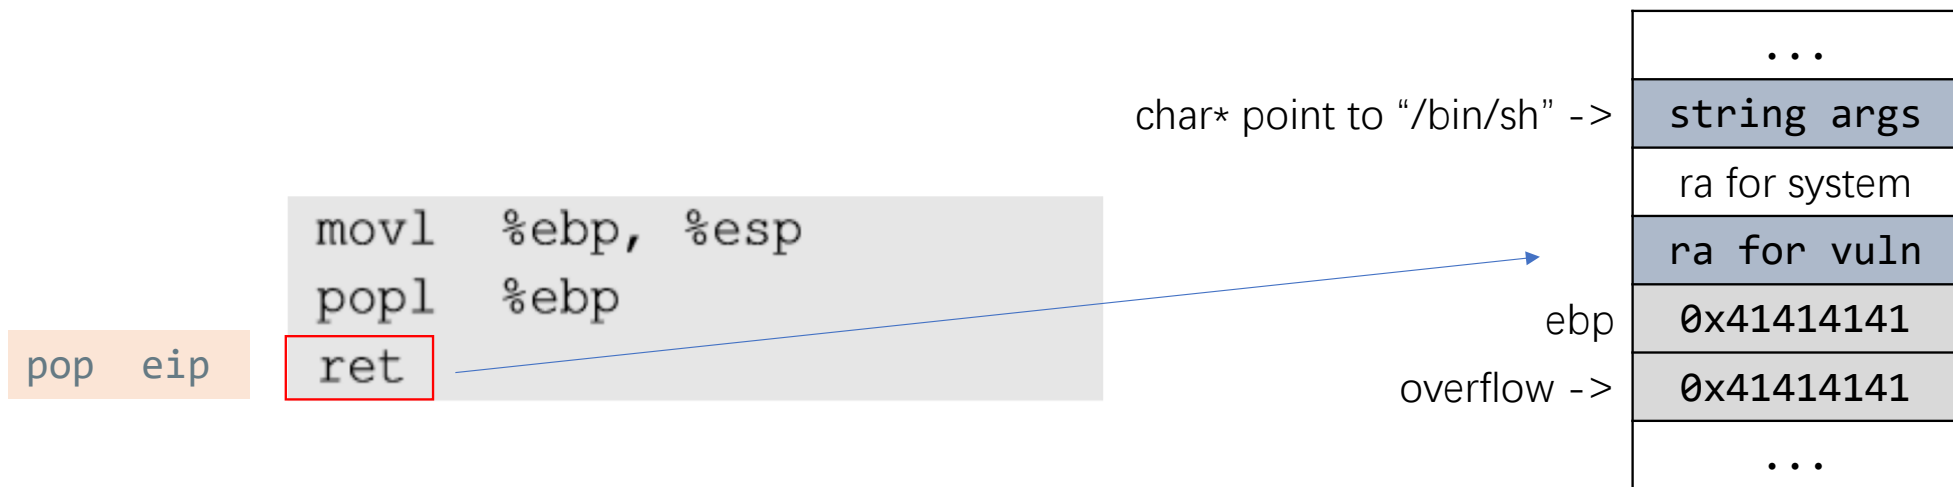 ...
char* point to “/bin/sh” ->
string args
ra for system
movl %ebp, %esp
ra for vuln
popl %ebp
ebp
0x41414141
pop eip
ret
overflow ->
0x41414141
...